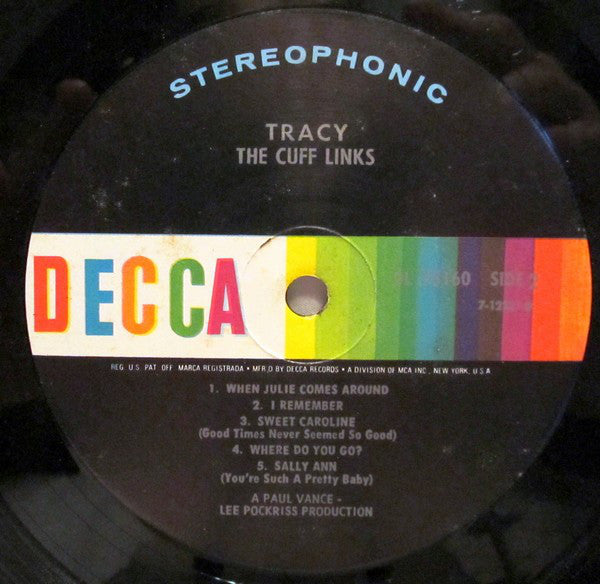 STEREOPHONIC
TRACY
THE CUFF LINKS
DECCA
SIDE 2
REG. U.S. PAT. OFF. MARCA REGISTRADA • MFR'D BY DECCA RECORDS • A DIVISION OF MCA INC., NEW YORK, U.S.A.
1. WHEN JULIE COMES AROUND
2. I REMEMBER
3. SWEET CAROLINE
(Good Times Never Seemed So Good)
4. WHERE DO YOU GO?
5. SALLY ANN
(You're Such A Pretty Baby)
A PAUL VANCE -
LEE POCKRISS PRODUCTION